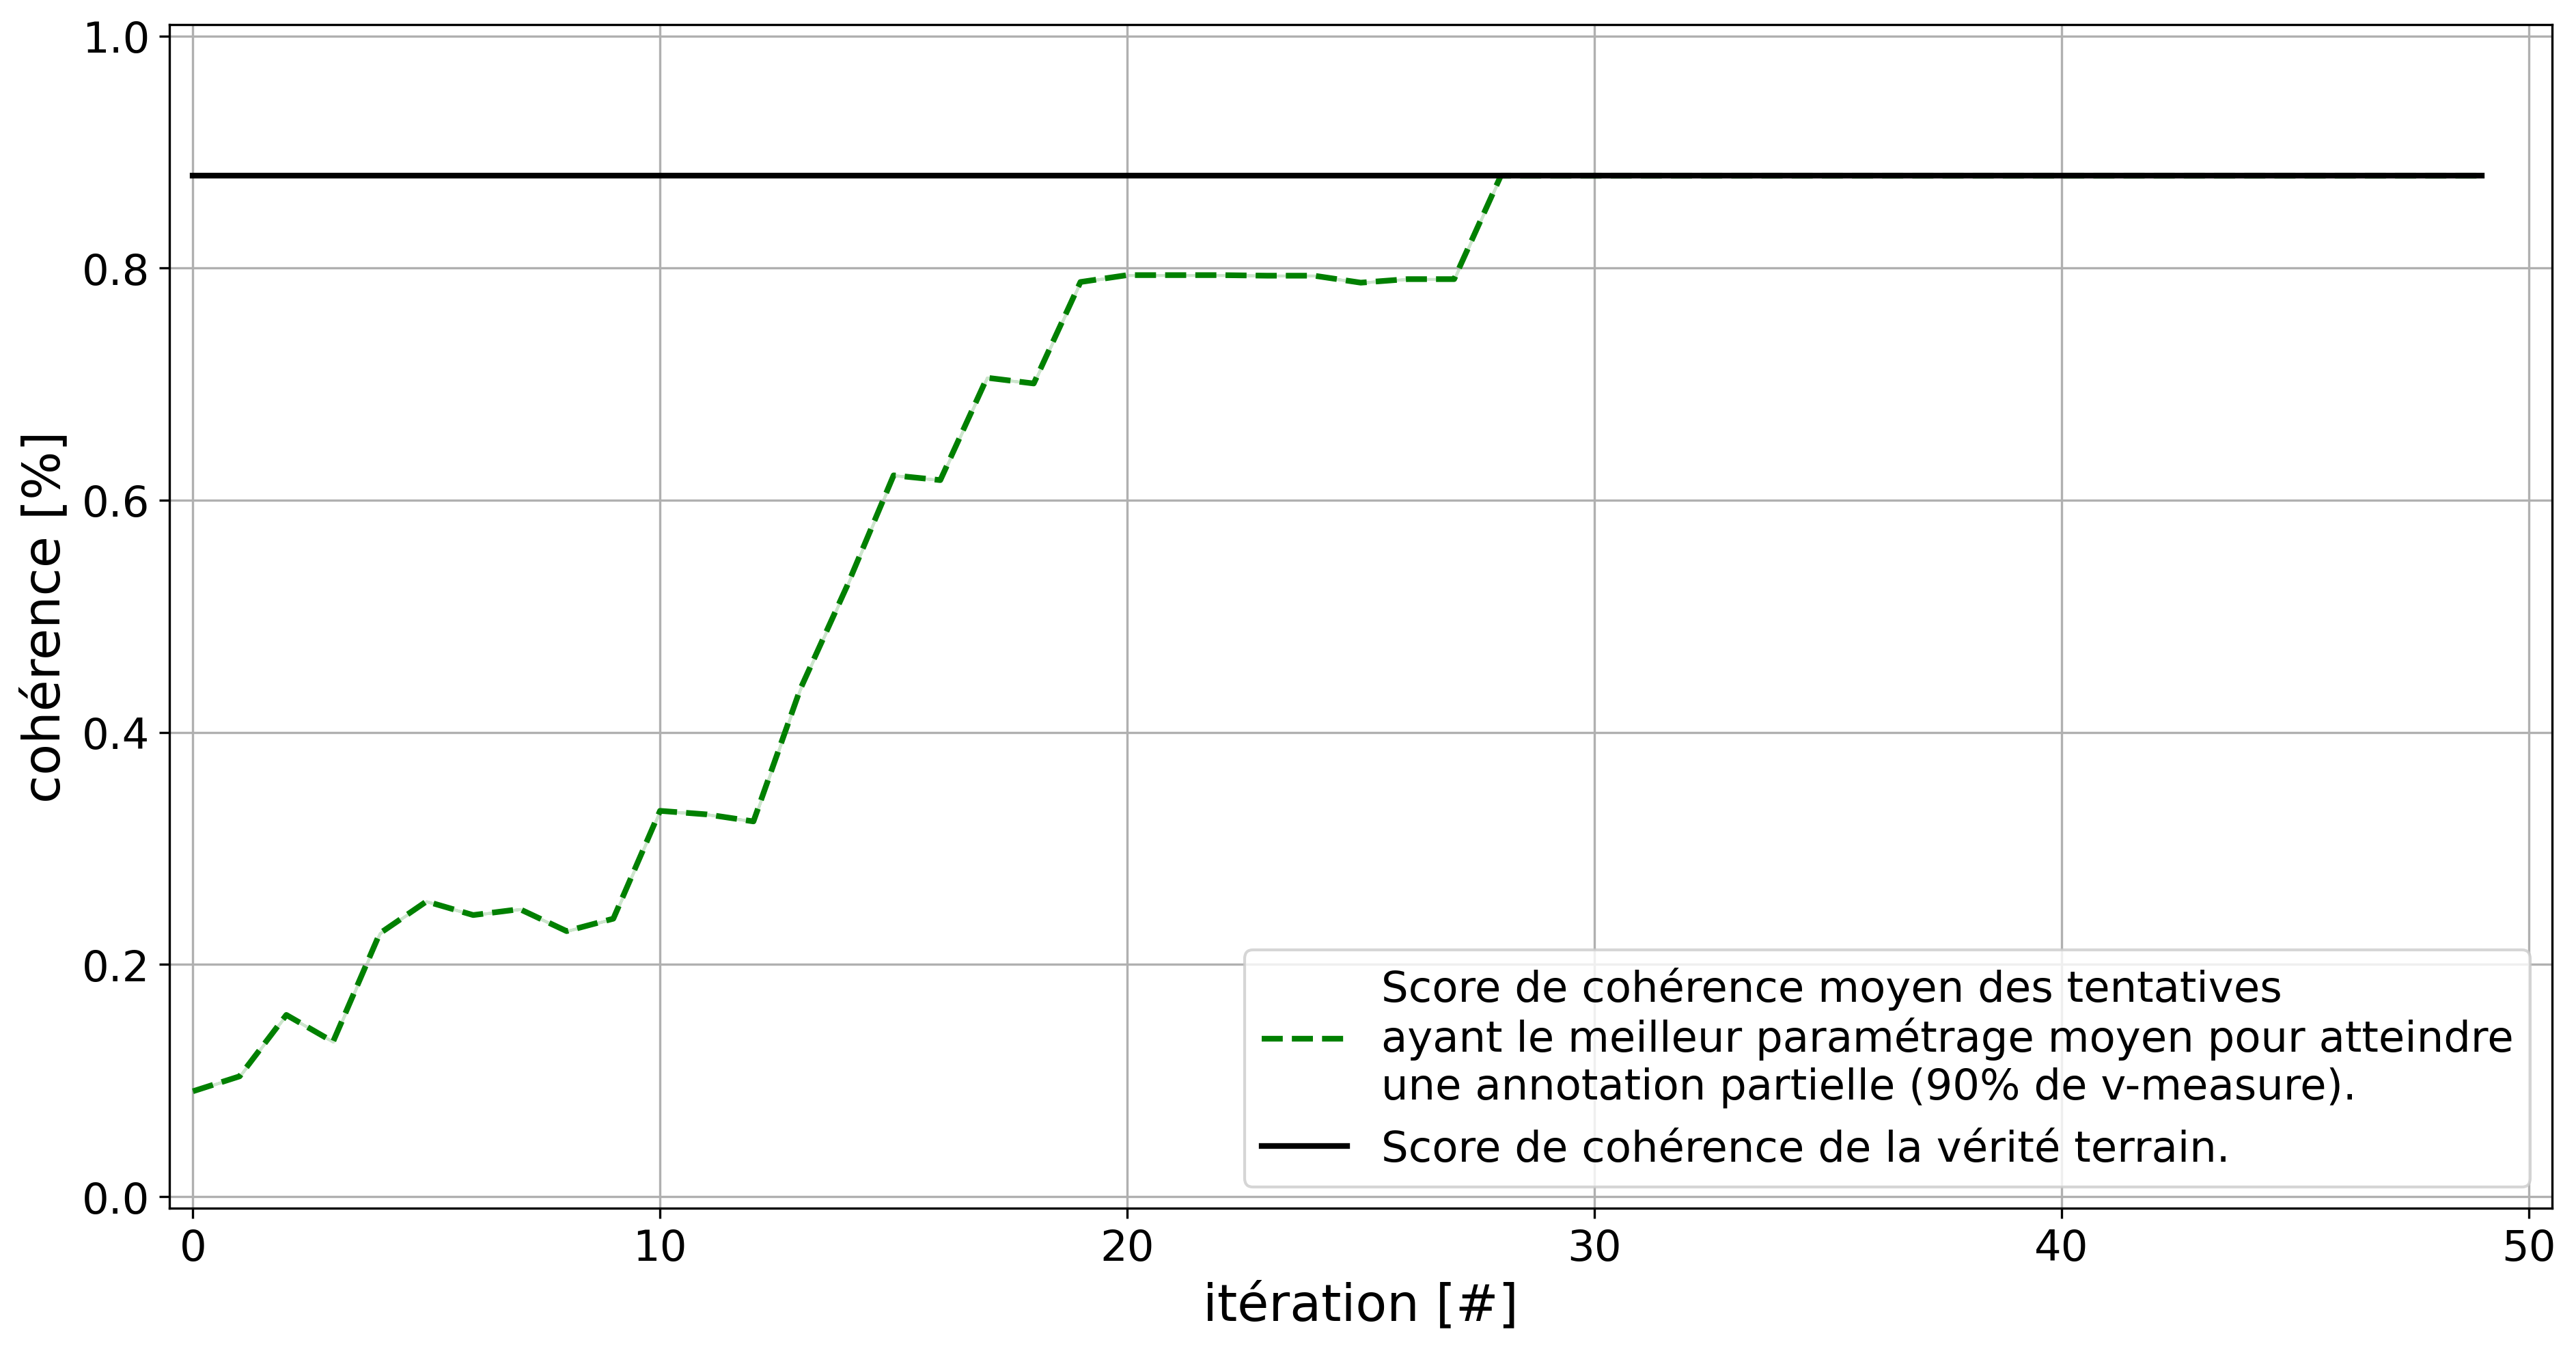 1.0
0.8
0.6
0.4
0.2
0.0
cohérence [%]
0 10 20 30 40 50
itération [#]
Score de cohérence moyen des tentatives
ayant le meilleur paramétrage moyen pour atteindre
une annotation partielle (90% de v-measure).
Score de cohérence de la vérité terrain.